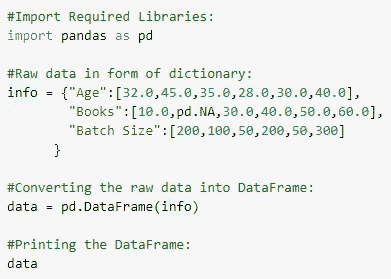 #Import Required Libraries:
import pandas as pd
#Raw data in form of dictionary:
info = {"Age":[32.0,45.0,35.0,28.0,30.0,40.0],
"Books":[10.0,pd.NA,30.0,40.0,50.0,60.0],
"Batch Size":[200,100,50,200,50,300]
}
#Converting the raw data into DataFrame:
data = pd.DataFrame(info)
#Printing the DataFrame:
data